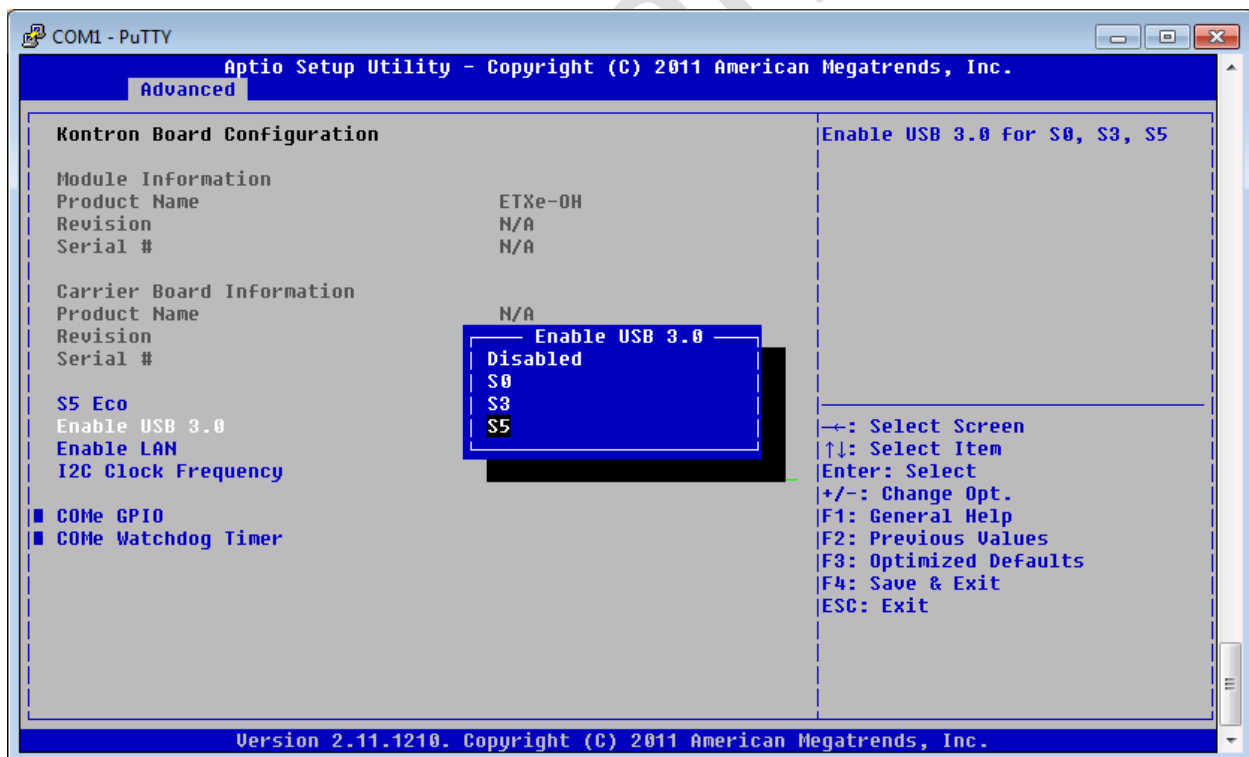 COM1 - PuTTY
Aptio Setup Utility - Copyright (C) 2011 American Megatrends, Inc.
Advanced
Kontron Board Configuration
Enable USB 3.0 for S0, S3, S5
Module Information
Product Name ETXe-OH
Revision N/A
Serial # N/A
Carrier Board Information
Product Name N/A
Revision
Serial #
Enable USB 3.0
Disabled
S0
S3
S5
S5 Eco
Enable USB 3.0
Enable LAN
I2C Clock Frequency
COMe GPIO
COMe Watchdog Timer
→←: Select Screen
↑↓: Select Item
Enter: Select
+/-: Change Opt.
F1: General Help
F2: Previous Values
F3: Optimized Defaults
F4: Save & Exit
ESC: Exit
Version 2.11.1210. Copyright (C) 2011 American Megatrends, Inc.